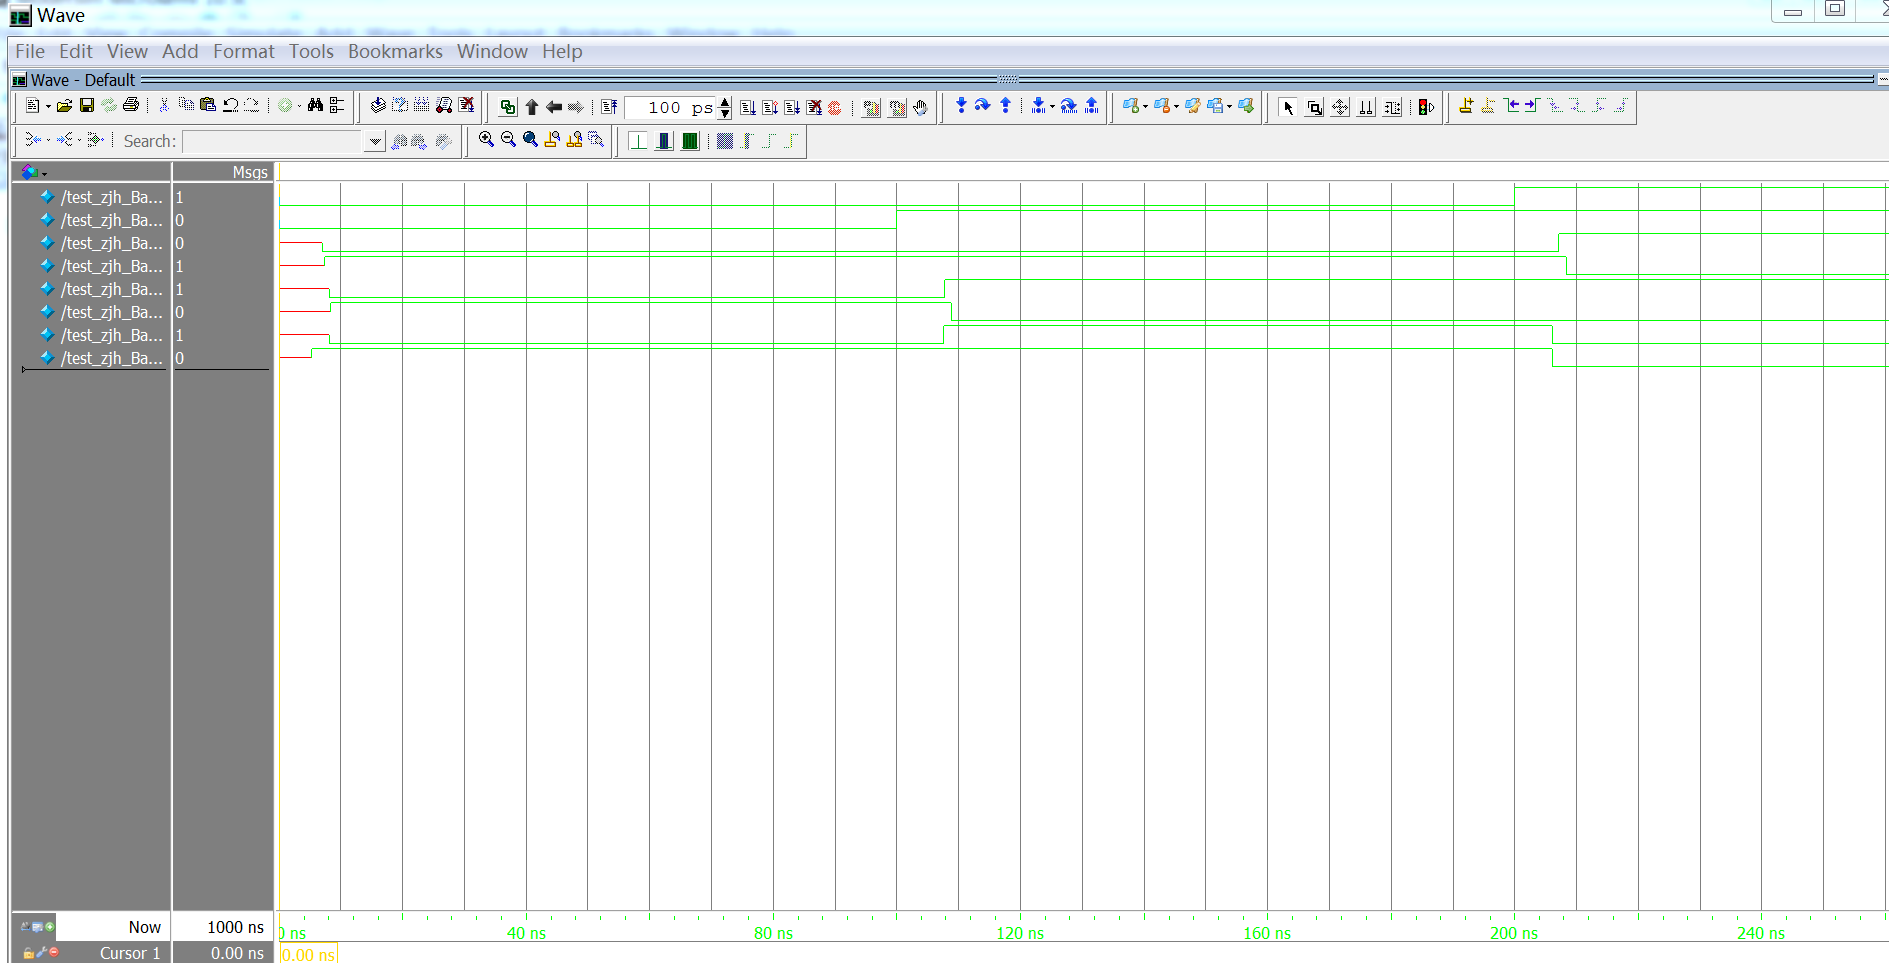 Wave
File Edit View Add Format Tools Bookmarks Window Help
Wave - Default
100 ps
Search:
Msgs
/test_zjh_Ba... 1
/test_zjh_Ba... 0
/test_zjh_Ba... 0
/test_zjh_Ba... 1
/test_zjh_Ba... 1
/test_zjh_Ba... 0
/test_zjh_Ba... 1
/test_zjh_Ba... 0
Now 1000 ns
0 ns 40 ns 80 ns 120 ns 160 ns 200 ns 240 ns
Cursor 1 0.00 ns 0.00 ns